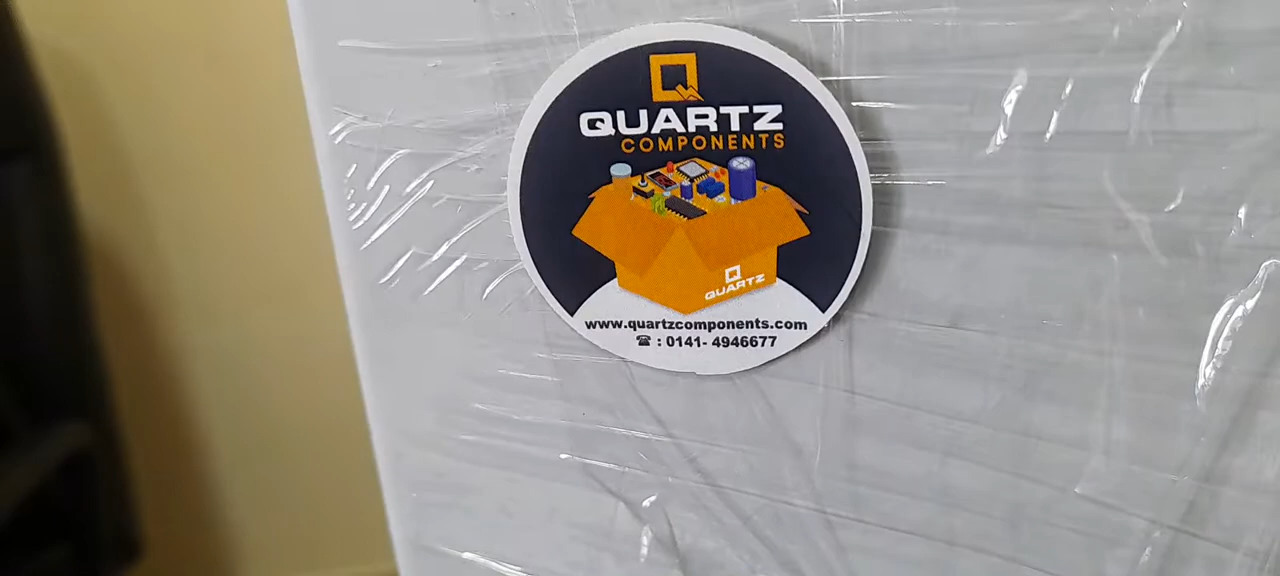 Q
QUARTZ
COMPONENTS
Q
QUARTZ
www.quartzcomponents.com
☎ : 0141- 4946677